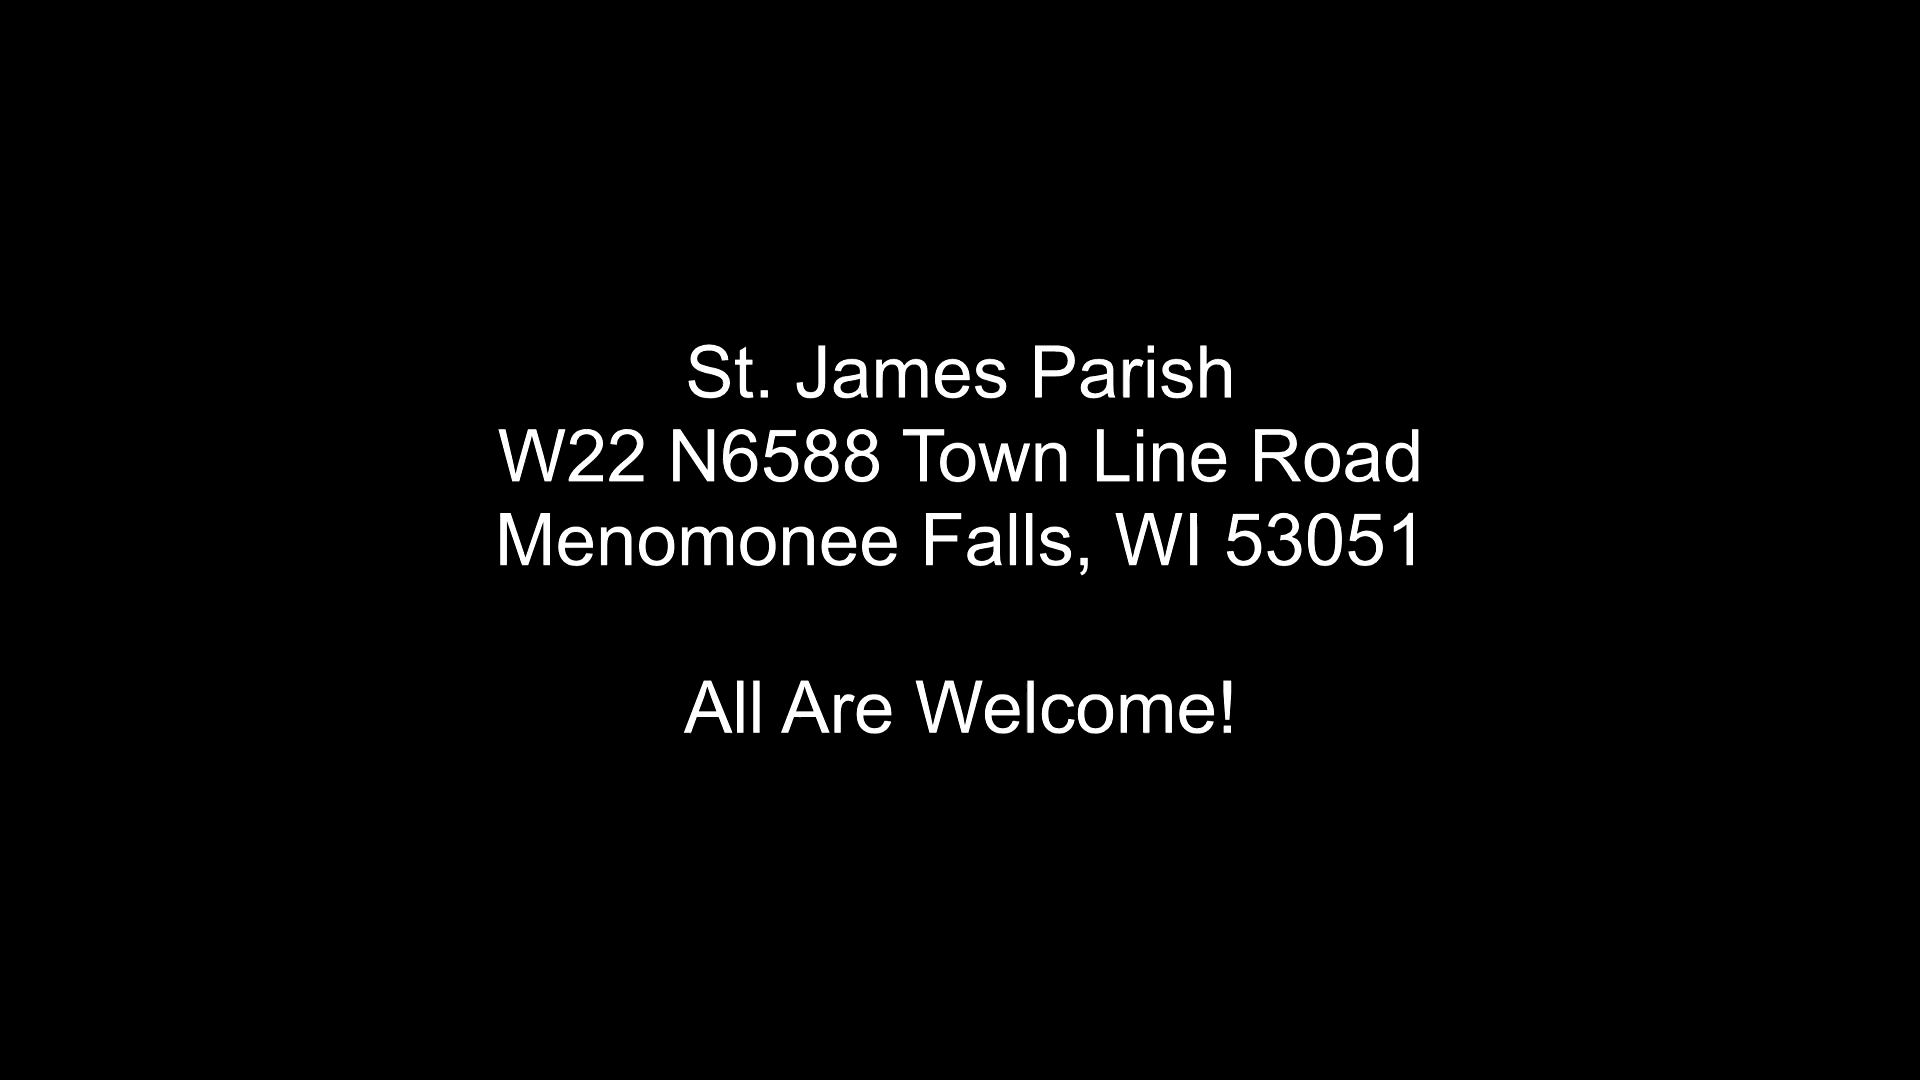 St. James Parish
W22 N6588 Town Line Road
Menomonee Falls, WI 53051
All Are Welcome!